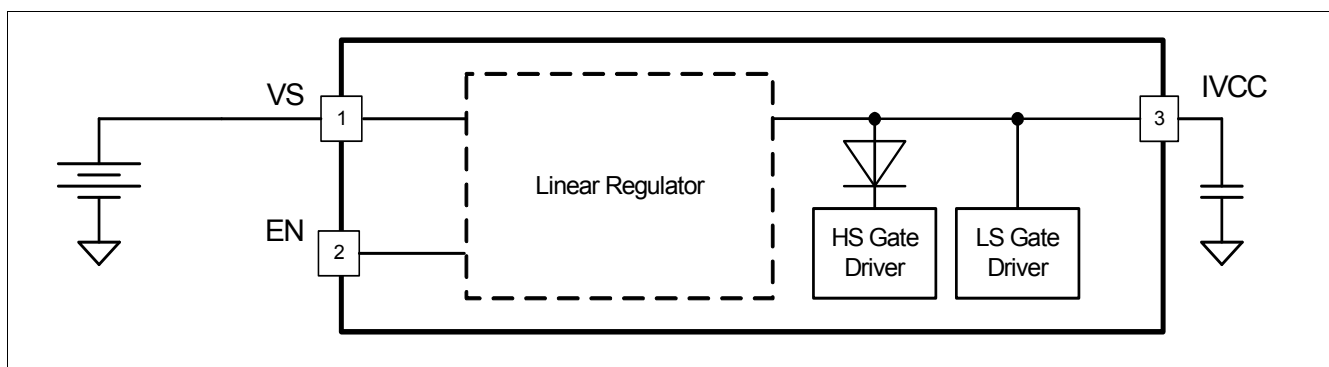 VS
1
EN
2
Linear Regulator
HS Gate
Driver
LS Gate
Driver
3
IVCC